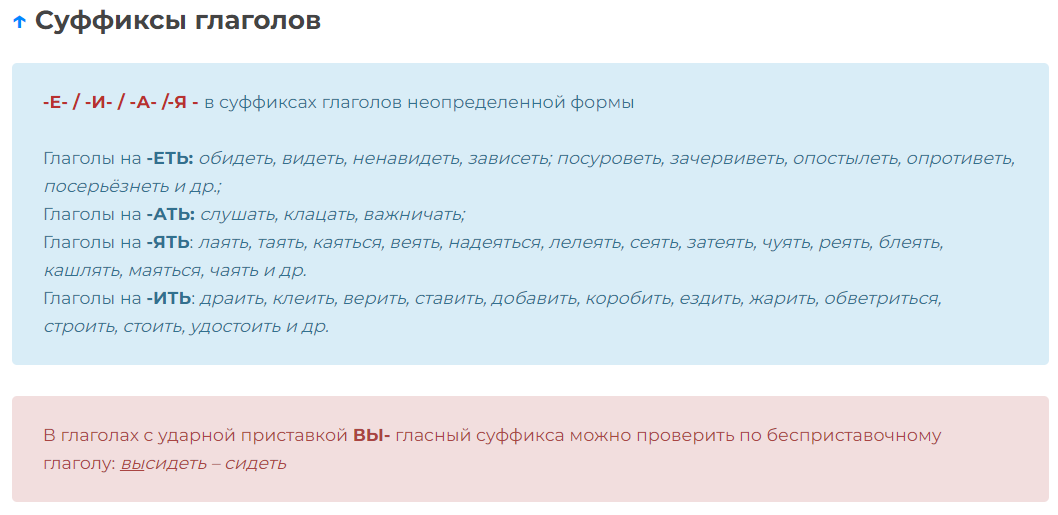 ↑ Суффиксы глаголов
-Е- / -И- / -А- /-Я - в суффиксах глаголов неопределенной формы
Глаголы на -ЕТЬ: обидеть, видеть, ненавидеть, зависеть; посуроветь, зачервиветь, опостылеть, опротиветь,
посерьёзнеть и др.;
Глаголы на -АТЬ: слушать, клацать, важничать;
Глаголы на -ЯТЬ: лаять, таять, каяться, веять, надеяться, лелеять, сеять, затеять, чуять, реять, блеять,
кашлять, маяться, чаять и др.
Глаголы на -ИТЬ: драить, клеить, верить, ставить, добавить, коробить, ездить, жарить, обветриться,
строить, стоить, удостоить и др.
В глаголах с ударной приставкой ВЫ- гласный суффикса можно проверить по бесприставочному
глаголу: высидеть – сидеть